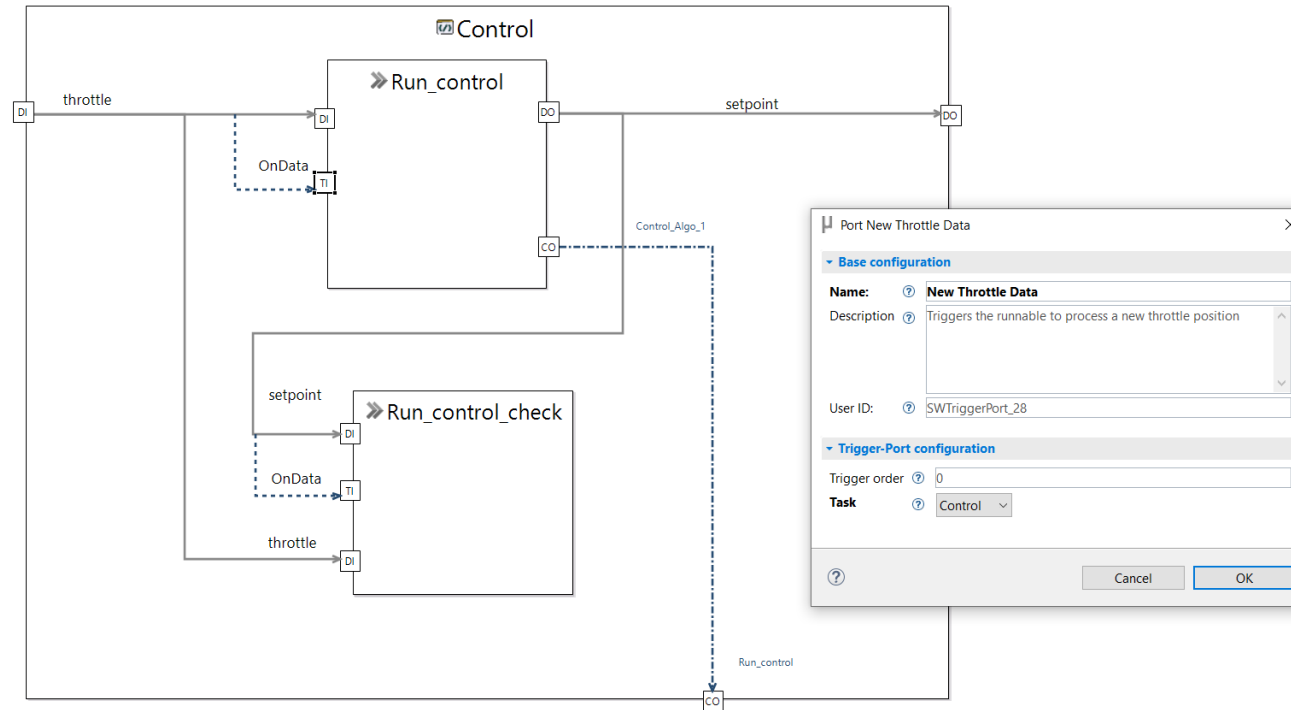 Control
Run_control
throttle
DI
DI
DO
setpoint
DO
OnData
TI
Control_Algo_1
CO
Port New Throttle Data
Base configuration
Name:
New Throttle Data
Description
Triggers the runnable to process a new throttle position
User ID:
SWTriggerPort_28
Trigger-Port configuration
Trigger order
0
Task
Control
Cancel
OK
setpoint
Run_control_check
DI
OnData
TI
throttle
DI
Run_control
CO